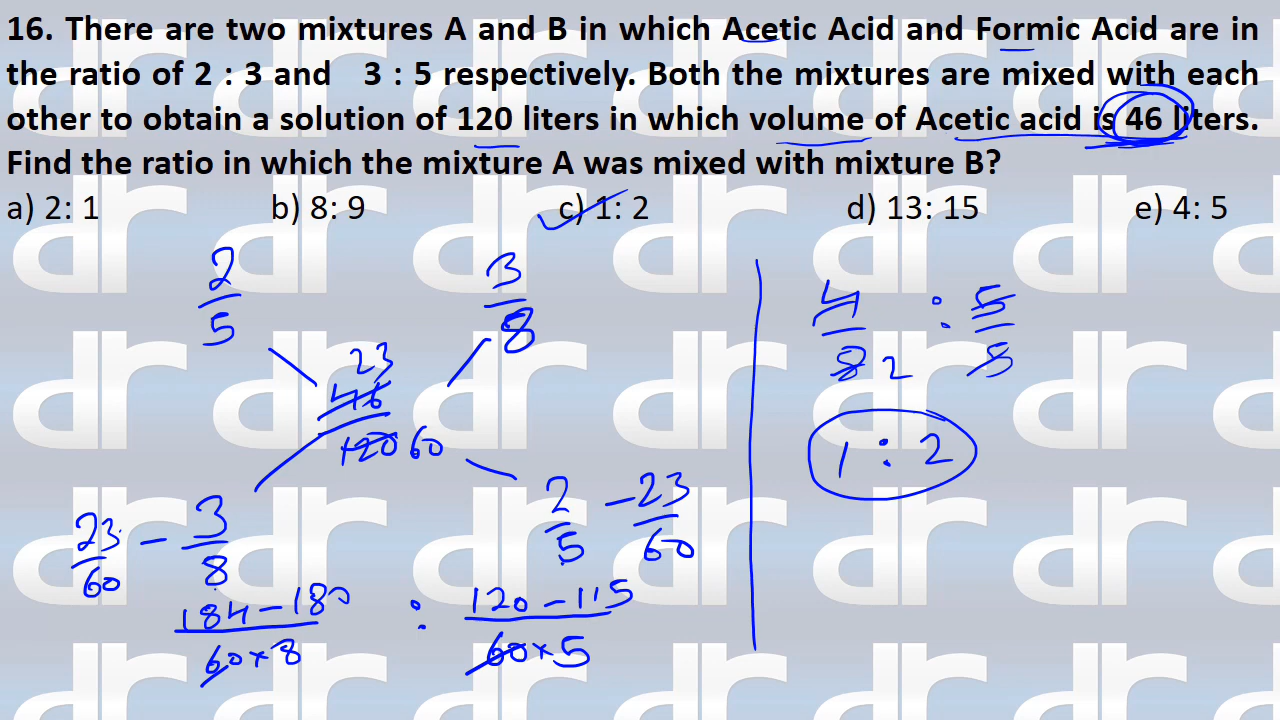 16. There are two mixtures A and B in which Acetic Acid and Formic Acid are in
the ratio of 2 : 3 and 3 : 5 respectively. Both the mixtures are mixed with each
other to obtain a solution of 120 liters in which volume of Acetic acid is 46 liters.
Find the ratio in which the mixture A was mixed with mixture B?
a) 2: 1 b) 8: 9 c) 1: 2 d) 13: 15 e) 4: 5
2/5 3/8
23
46/120 60
23/60 - 3/8 2/5 - 23/60
184 - 180 / 60 × 8 : 120 - 115 / 60 × 5
4/8 2 : 5/5
1 : 2